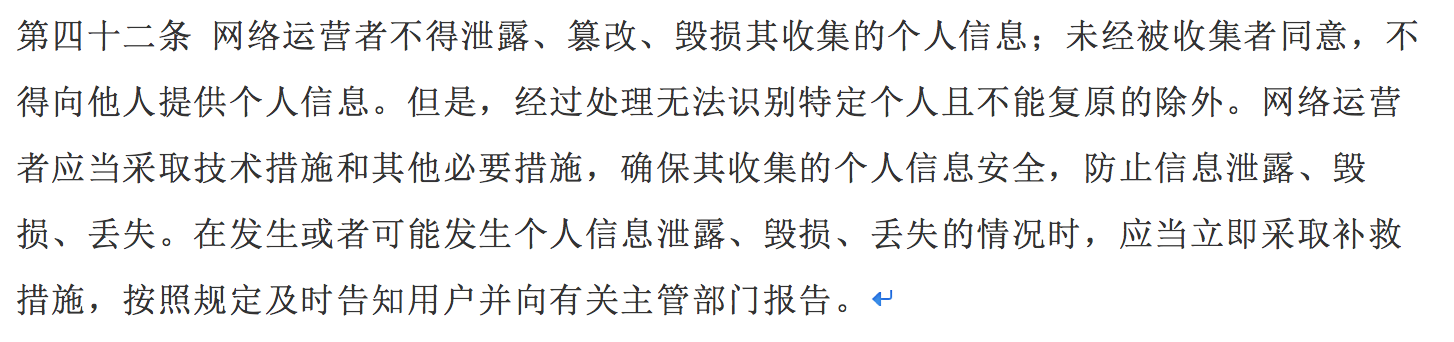 第四十二条 网络运营者不得泄露、篡改、毁损其收集的个人信息；未经被收集者同意，不
得向他人提供个人信息。但是，经过处理无法识别特定个人且不能复原的除外。网络运营
者应当采取技术措施和其他必要措施，确保其收集的个人信息安全，防止信息泄露、毁
损、丢失。在发生或者可能发生个人信息泄露、毁损、丢失的情况时，应当立即采取补救
措施，按照规定及时告知用户并向有关主管部门报告。